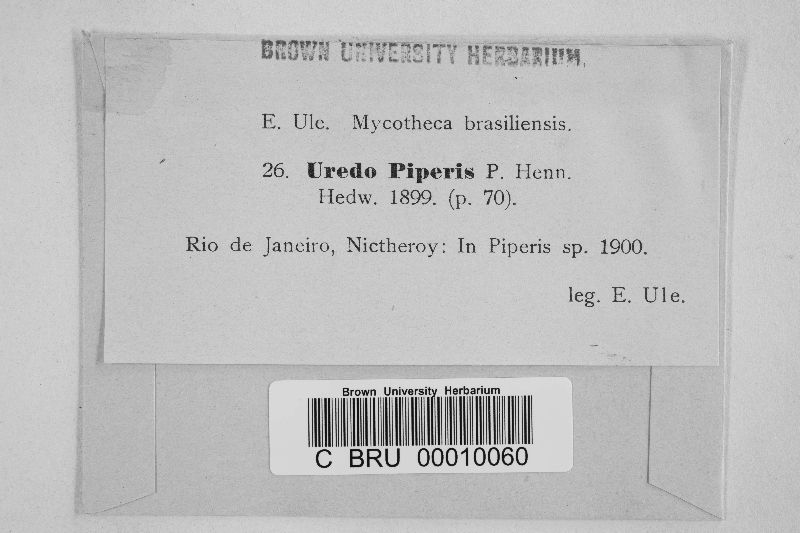 BROWN UNIVERSITY HERBARIUM.
E. Ule. Mycotheca brasiliensis.
26. Uredo Piperis P. Henn.
Hedw. 1899. (p. 70).
Rio de Janeiro, Nictheroy: In Piperis sp. 1900.
leg. E. Ule.
Brown University Herbarium
C BRU 00010060